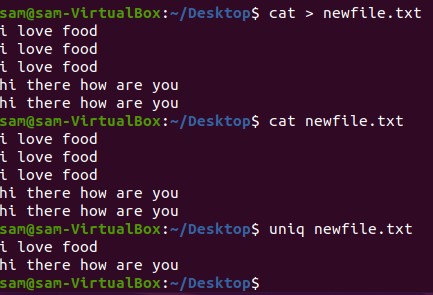 sam@sam-VirtualBox:~/Desktop$ cat > newfile.txt
i love food
i love food
i love food
hi there how are you
hi there how are you
sam@sam-VirtualBox:~/Desktop$ cat newfile.txt
i love food
i love food
i love food
hi there how are you
hi there how are you
sam@sam-VirtualBox:~/Desktop$ uniq newfile.txt
i love food
hi there how are you
sam@sam-VirtualBox:~/Desktop$